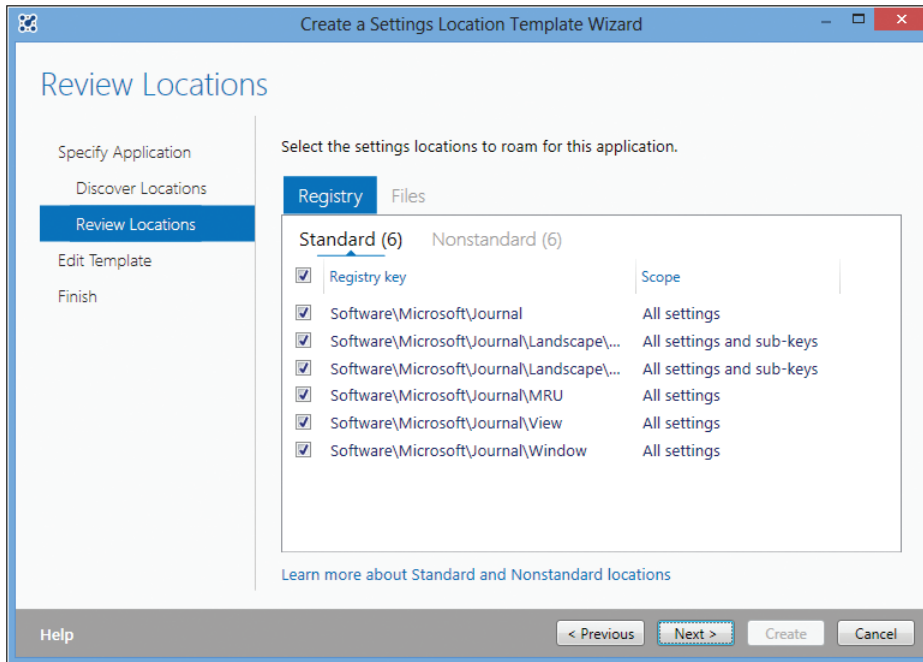 Create a Settings Location Template Wizard
Review Locations
Specify Application
Discover Locations
Review Locations
Edit Template
Finish
Select the settings locations to roam for this application.
Registry Files
Standard (6) Nonstandard (6)
Registry key Scope
Software\Microsoft\Journal All settings
Software\Microsoft\Journal\Landscape\... All settings and sub-keys
Software\Microsoft\Journal\Landscape\... All settings and sub-keys
Software\Microsoft\Journal\MRU All settings
Software\Microsoft\Journal\View All settings
Software\Microsoft\Journal\Window All settings
Learn more about Standard and Nonstandard locations
Help < Previous Next > Create Cancel